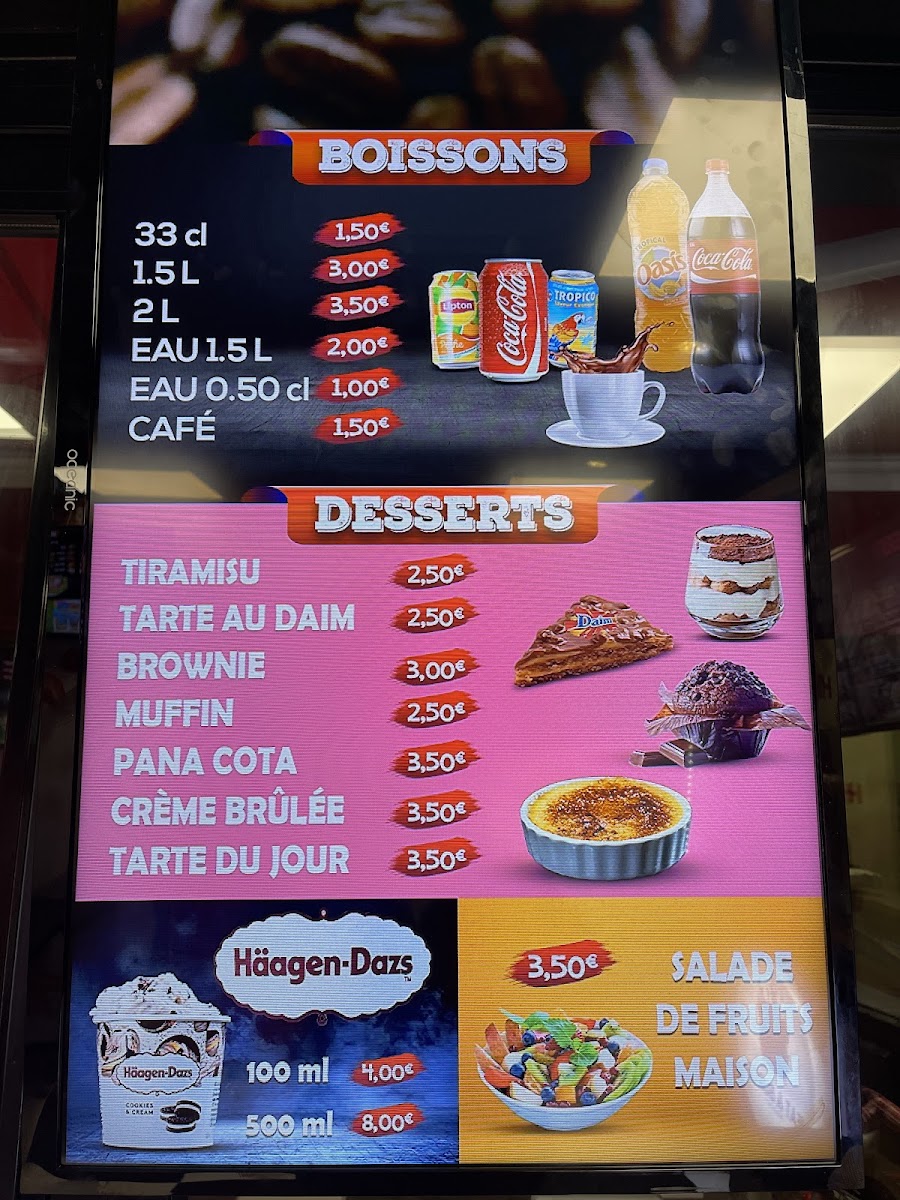 BOISSONS
33 cl 1,50€
1.5 L 3,00€
2 L 3,50€
EAU 1.5 L 2,00€
EAU 0.50 cl 1,00€
CAFÉ 1,50€
Lipton
Coca-Cola
TROPICO
TROPICAL
Oasis
Coca-Cola
oceanic
DESSERTS
TIRAMISU 2,50€
TARTE AU DAIM 2,50€
BROWNIE 3,00€
MUFFIN 2,50€
PANA COTA 3,50€
CRÈME BRÛLÉE 3,50€
TARTE DU JOUR 3,50€
Daim
Häagen-Dazs
TM
100 ml 4,00€
500 ml 8,00€
Häagen-Dazs
COOKIES
& CREAM
3,50€
SALADE
DE FRUITS
MAISON